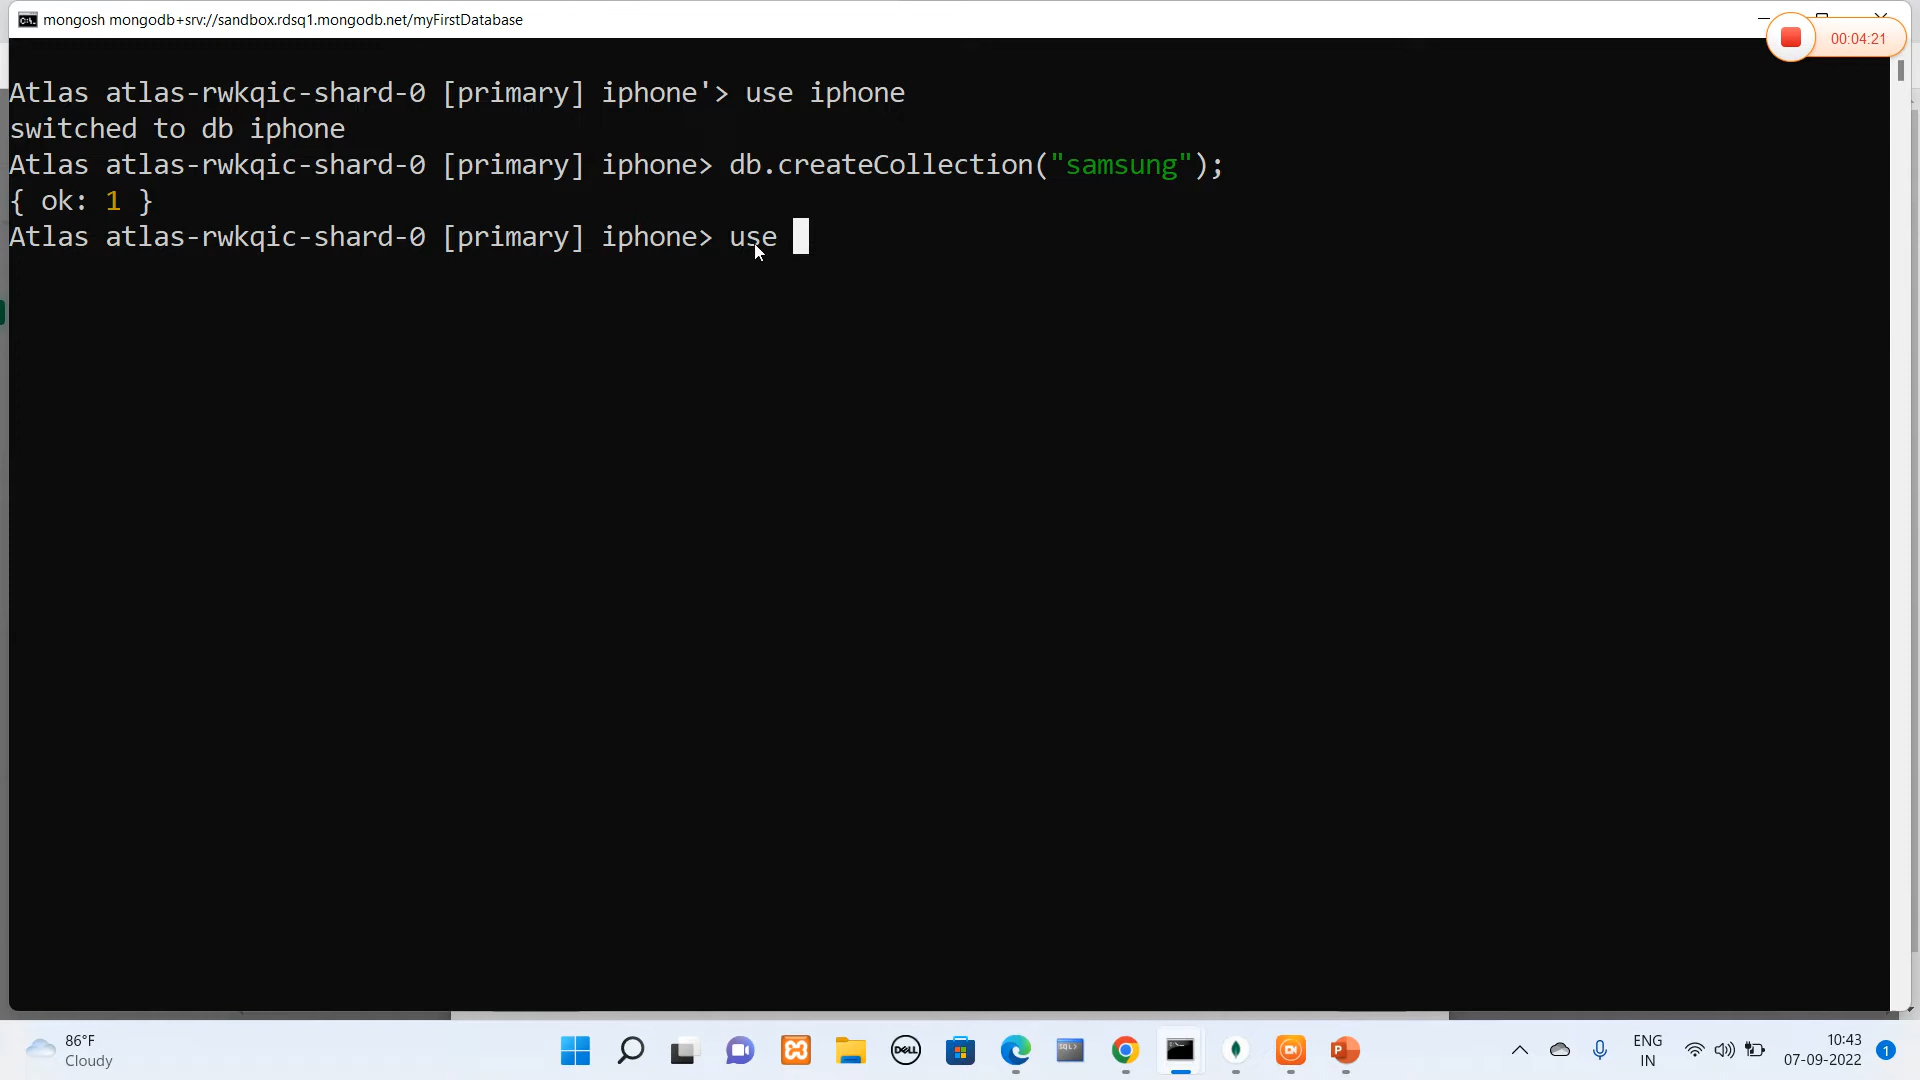 mongosh mongodb+srv://sandbox.rdsq1.mongodb.net/myFirstDatabase
00:04:21
Atlas atlas-rwkqic-shard-0 [primary] iphone'> use iphone
switched to db iphone
Atlas atlas-rwkqic-shard-0 [primary] iphone> db.createCollection("samsung");
{ ok: 1 }
Atlas atlas-rwkqic-shard-0 [primary] iphone> use
86°F
Cloudy
DELL
SQL>
P
ENG
IN
10:43
07-09-2022
1